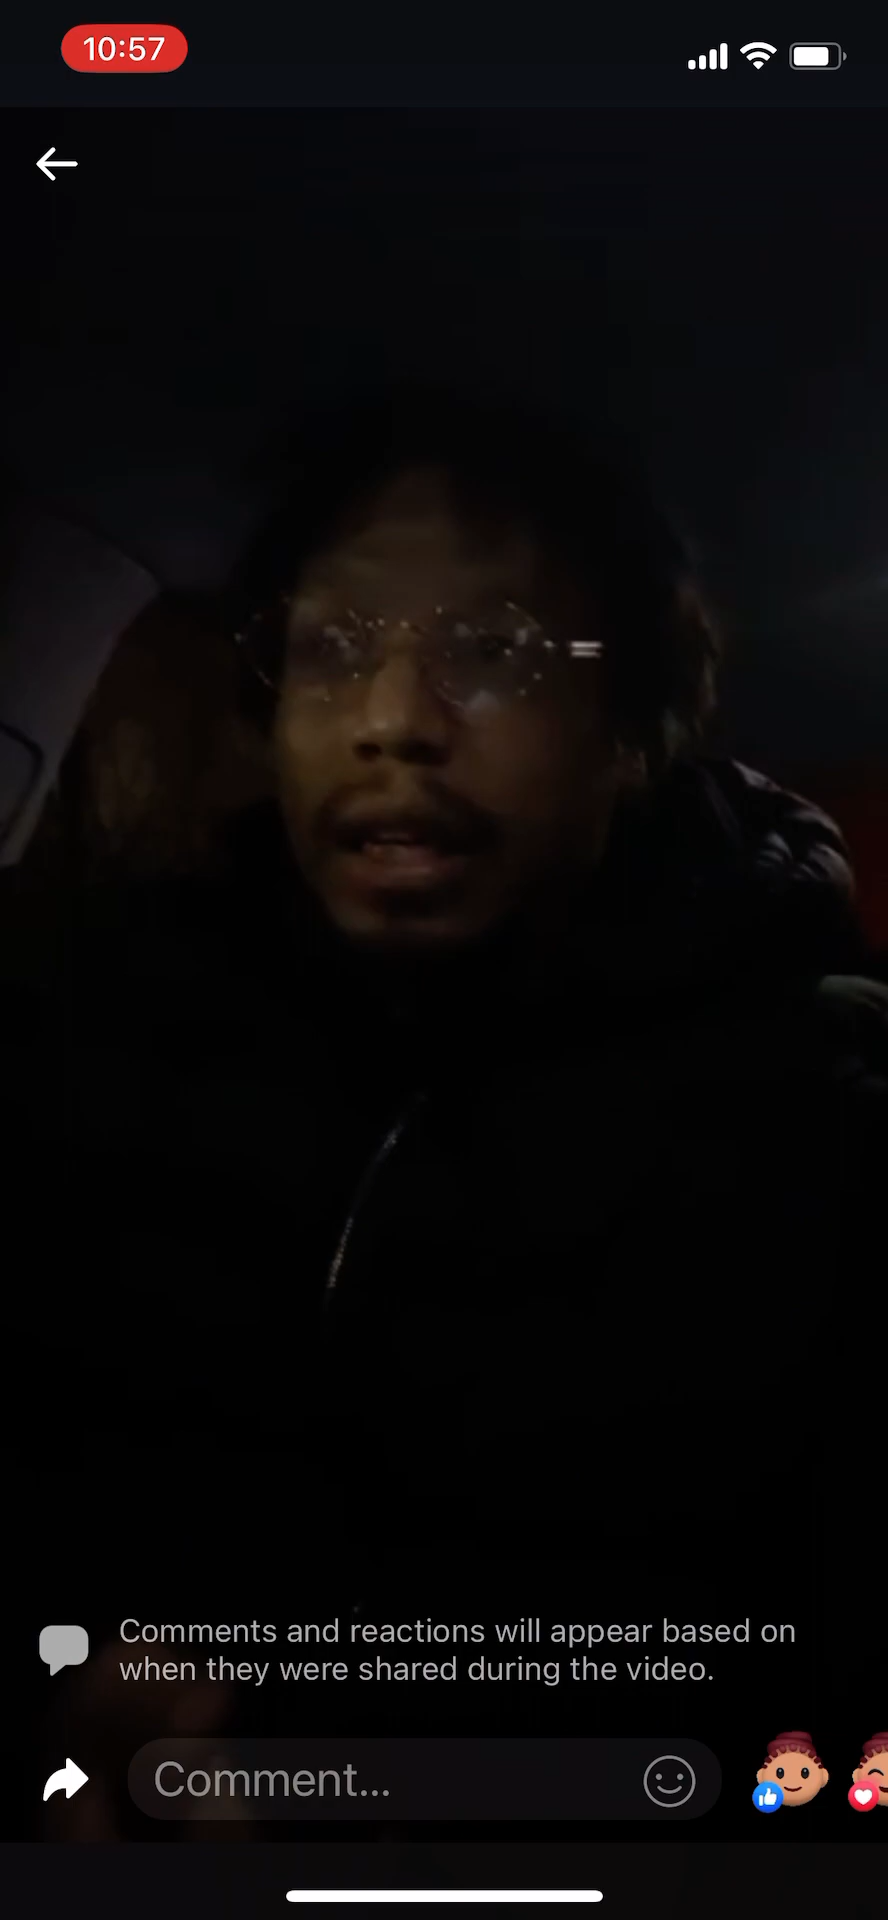 10:57
Comments and reactions will appear based on
when they were shared during the video.
Comment...